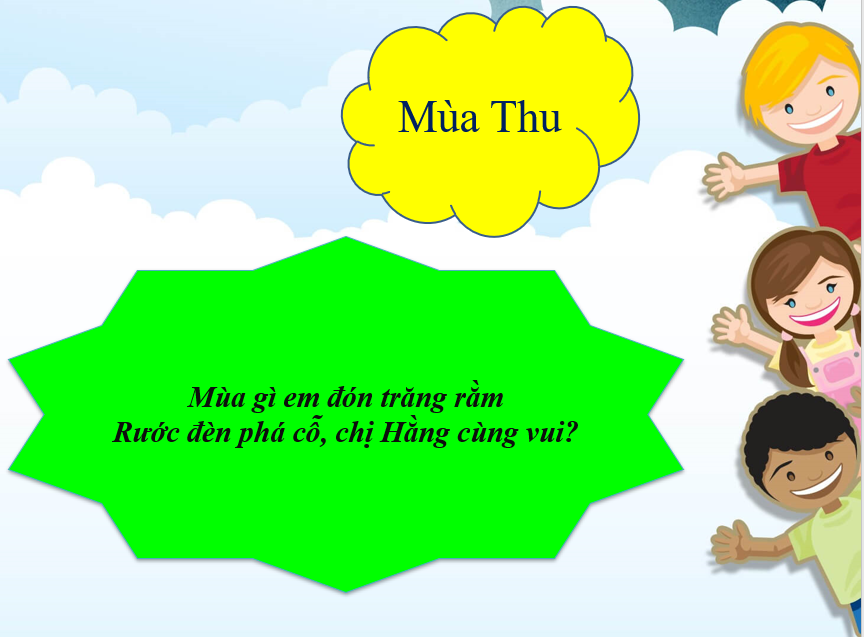 Mùa Thu
Mùa gì em đón trăng rằm
Rước đèn phá cỗ, chị Hằng cùng vui?